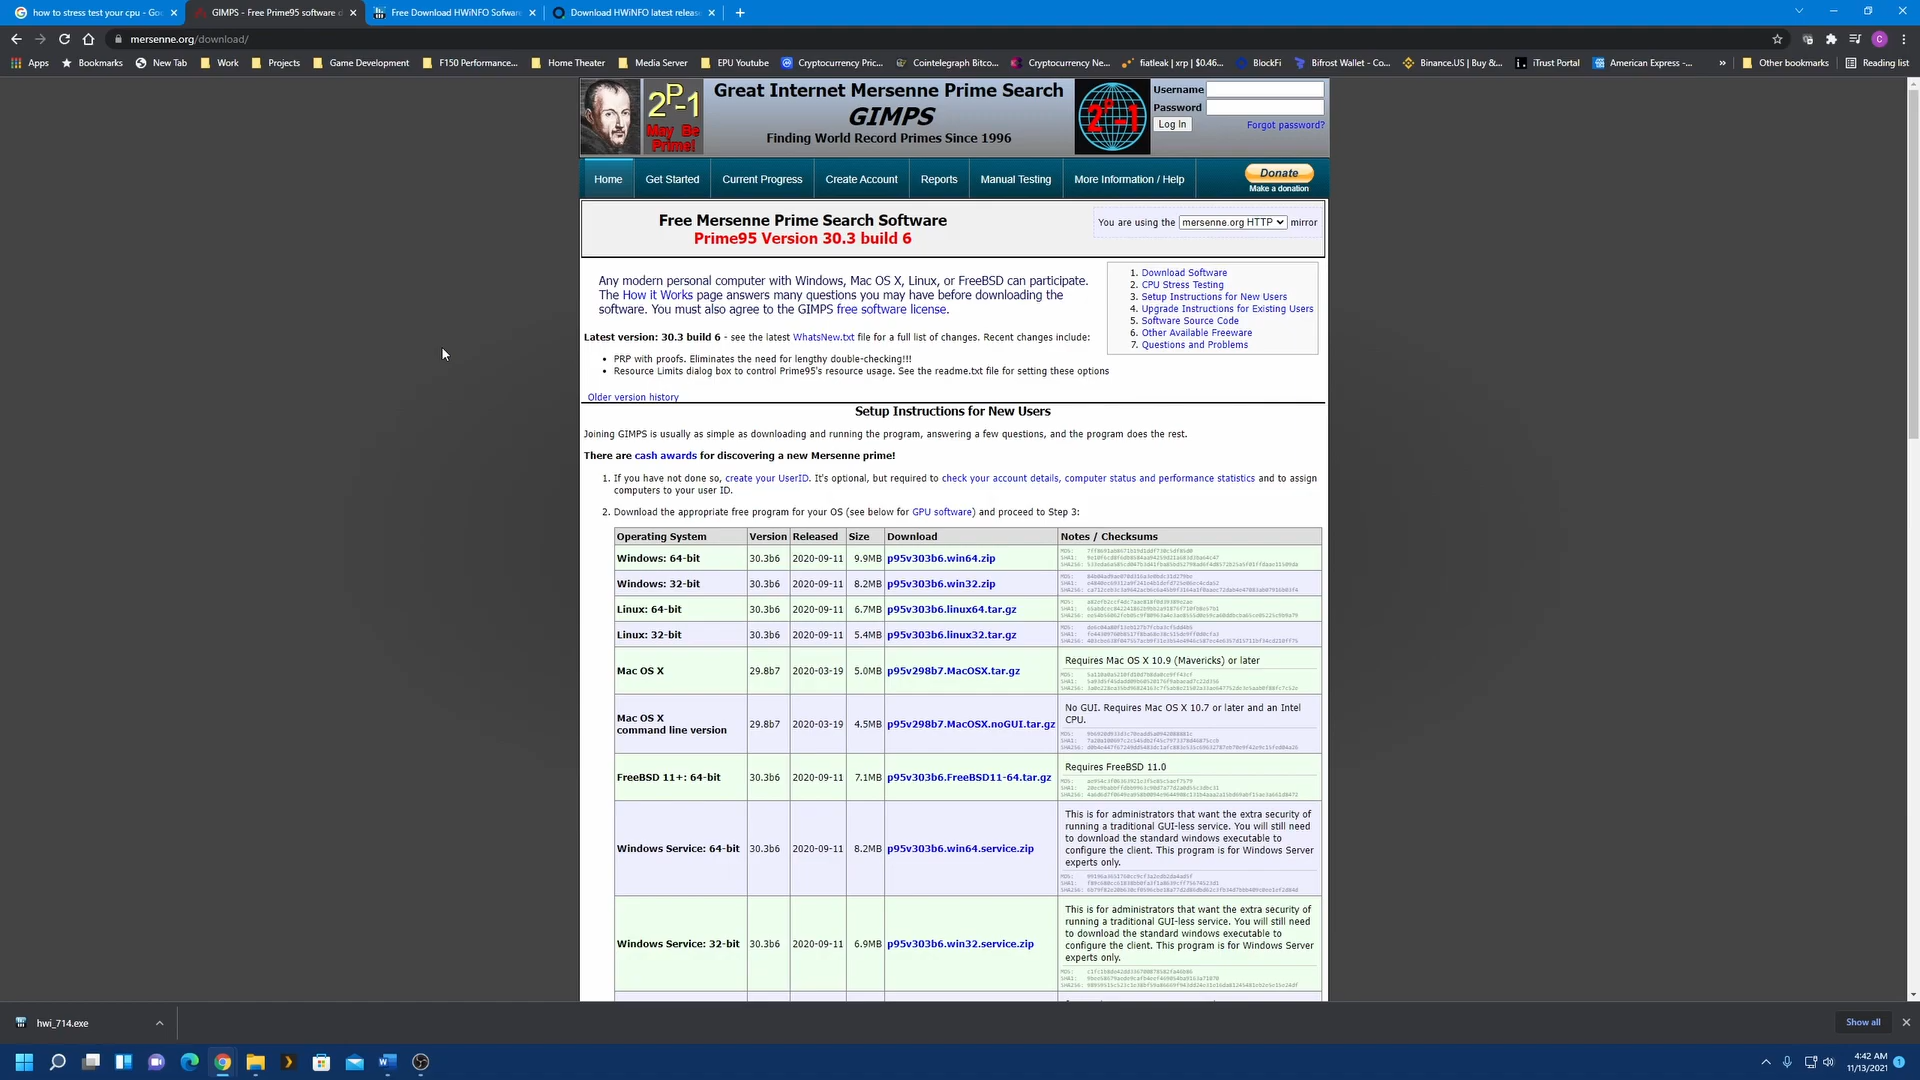 how to stress test your cpu - Go
GIMPS - Free Prime95 software d
Free Download HWiNFO Sofware
Download HWiNFO latest release
mersenne.org/download/
Apps
Bookmarks
New Tab
Work
Projects
Game Development
F150 Performance...
Home Theater
Media Server
EPU Youtube
Cryptocurrency Pric...
Cointelegraph Bitco...
Cryptocurrency Ne...
fiatleak | xrp | $0.46...
BlockFi
Bifrost Wallet - Co...
Binance.US | Buy &...
iTrust Portal
American Express -...
»
Other bookmarks
Reading list
2P-1
May Be
Prime!
Great Internet Mersenne Prime Search
GIMPS
Finding World Record Primes Since 1996
2P-1
Username
Password
Log In
Forgot password?
Home
Get Started
Current Progress
Create Account
Reports
Manual Testing
More Information / Help
Donate
Make a donation
Free Mersenne Prime Search Software
Prime95 Version 30.3 build 6
You are using the mersenne.org HTTP mirror
Any modern personal computer with Windows, Mac OS X, Linux, or FreeBSD can participate.
The How it Works page answers many questions you may have before downloading the
software. You must also agree to the GIMPS free software license.
1. Download Software
2. CPU Stress Testing
3. Setup Instructions for New Users
4. Upgrade Instructions for Existing Users
5. Software Source Code
6. Other Available Freeware
7. Questions and Problems
Latest version: 30.3 build 6 - see the latest WhatsNew.txt file for a full list of changes. Recent changes include:
• PRP with proofs. Eliminates the need for lengthy double-checking!!!
• Resource Limits dialog box to control Prime95's resource usage. See the readme.txt file for setting these options
Older version history
Setup Instructions for New Users
Joining GIMPS is usually as simple as downloading and running the program, answering a few questions, and the program does the rest.
There are cash awards for discovering a new Mersenne prime!
1. If you have not done so, create your UserID. It's optional, but required to check your account details, computer status and performance statistics and to assign
computers to your user ID.
2. Download the appropriate free program for your OS (see below for GPU software) and proceed to Step 3:
Operating System Version Released Size Download Notes / Checksums
Windows: 64-bit 30.3b6 2020-09-11 9.9MB p95v303b6.win64.zip
Windows: 32-bit 30.3b6 2020-09-11 8.2MB p95v303b6.win32.zip
Linux: 64-bit 30.3b6 2020-09-11 6.7MB p95v303b6.linux64.tar.gz
Linux: 32-bit 30.3b6 2020-09-11 5.4MB p95v303b6.linux32.tar.gz
Mac OS X 29.8b7 2020-03-19 5.0MB p95v298b7.MacOSX.tar.gz
Requires Mac OS X 10.9 (Mavericks) or later
Mac OS X
command line version
29.8b7 2020-03-19 4.5MB p95v298b7.MacOSX.noGUI.tar.gz
No GUI. Requires Mac OS X 10.7 or later and an Intel
CPU.
FreeBSD 11+: 64-bit 30.3b6 2020-09-11 7.1MB p95v303b6.FreeBSD11-64.tar.gz
Requires FreeBSD 11.0
Windows Service: 64-bit 30.3b6 2020-09-11 8.2MB p95v303b6.win64.service.zip
This is for administrators that want the extra security of
running a traditional GUI-less service. You will still need
to download the standard windows executable to
configure the client. This program is for Windows Server
experts only.
Windows Service: 32-bit 30.3b6 2020-09-11 6.9MB p95v303b6.win32.service.zip
This is for administrators that want the extra security of
running a traditional GUI-less service. You will still need
to download the standard windows executable to
configure the client. This program is for Windows Server
experts only.
hwi_714.exe
Show all
4:42 AM
11/13/2021
1